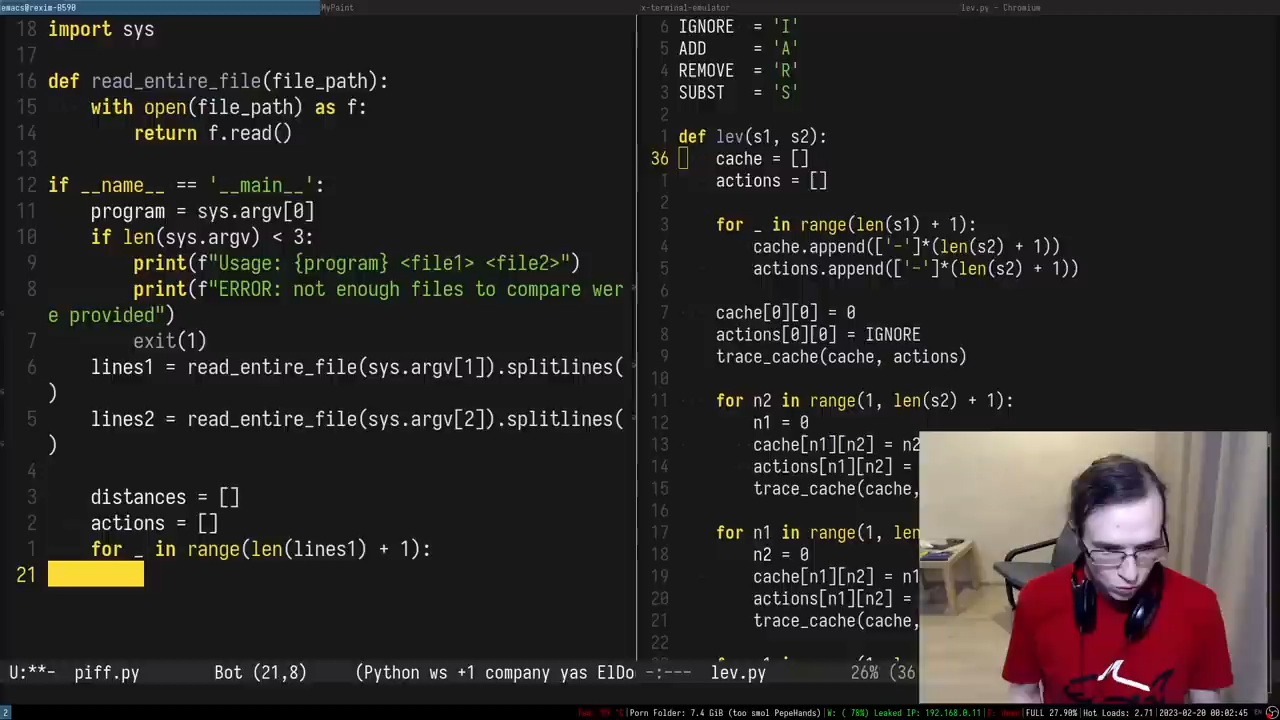 emacs@rexim-B590
MyPaint
x-terminal-emulator
lev.py - Chromium
18 import sys
17
16 def read_entire_file(file_path):
15 with open(file_path) as f:
14 return f.read()
13
12 if __name__ == '__main__':
11 program = sys.argv[0]
10 if len(sys.argv) < 3:
9 print(f"Usage: {program} <file1> <file2>")
8 print(f"ERROR: not enough files to compare wer
e provided")
7 exit(1)
6 lines1 = read_entire_file(sys.argv[1]).splitlines(
)
5 lines2 = read_entire_file(sys.argv[2]).splitlines(
)
4
3 distances = []
2 actions = []
1 for _ in range(len(lines1) + 1):
21
U:**- piff.py Bot (21,8) (Python ws +1 company yas ElDo
6 IGNORE = 'I'
5 ADD = 'A'
4 REMOVE = 'R'
3 SUBST = 'S'
2
1 def lev(s1, s2):
36 cache = []
1 actions = []
2
3 for _ in range(len(s1) + 1):
4 cache.append(['-']*(len(s2) + 1))
5 actions.append(['-']*(len(s2) + 1))
6
7 cache[0][0] = 0
8 actions[0][0] = IGNORE
9 trace_cache(cache, actions)
10
11 for n2 in range(1, len(s2) + 1):
12 n1 = 0
13 cache[n1][n2] = n2
14 actions[n1][n2] =
15 trace_cache(cache,
16
17 for n1 in range(1, len
18 n2 = 0
19 cache[n1][n2] = n1
20 actions[n1][n2] =
21 trace_cache(cache,
22
-:--- lev.py 26% (36
2
Porn Folder: 7.4 GiB (too smol PepeHands) | W: ( 78%) Leaked IP: 192.168.0.11 | FULL 27.90% | Hot Loads: 2.71 | 2023-02-20 00:02:45